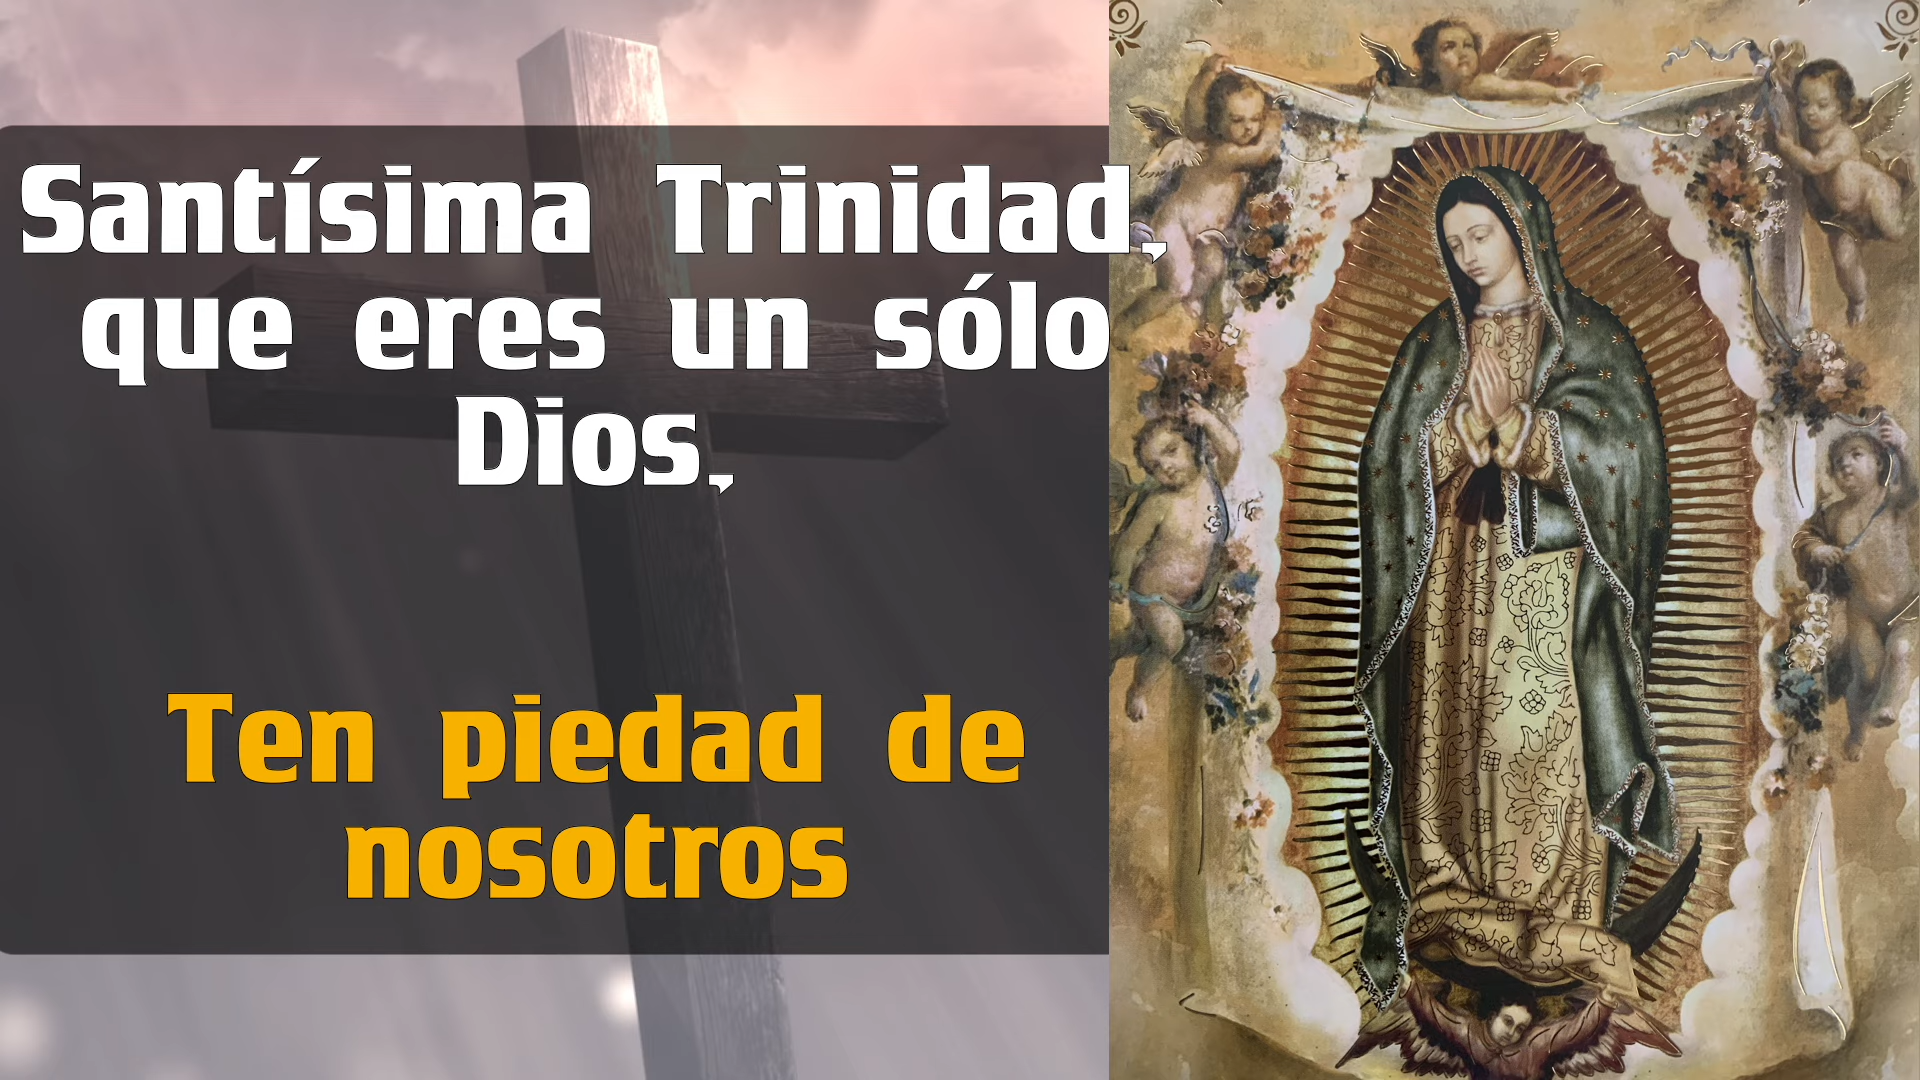 Santísima Trinidad,
que eres un sólo
Dios,
Ten piedad de
nosotros